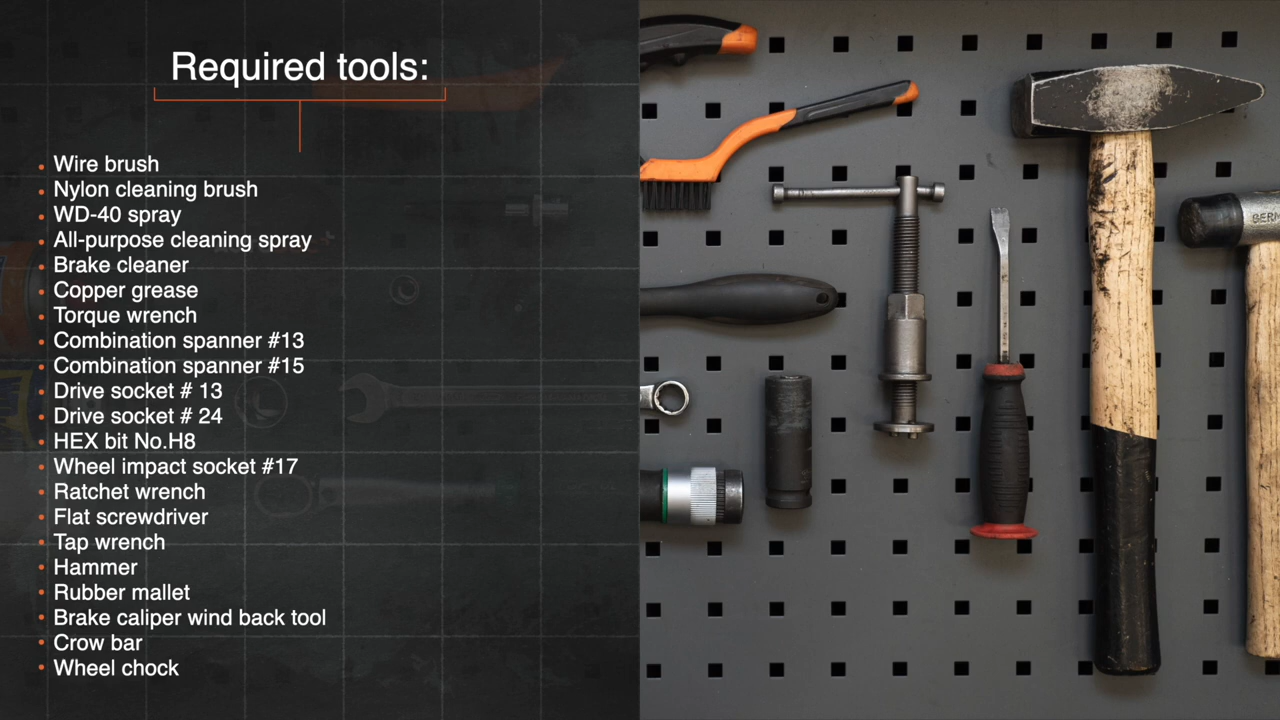 Required tools:
Wire brush
Nylon cleaning brush
WD-40 spray
All-purpose cleaning spray
Brake cleaner
Copper grease
Torque wrench
Combination spanner #13
Combination spanner #15
Drive socket # 13
Drive socket # 24
HEX bit No.H8
Wheel impact socket #17
Ratchet wrench
Flat screwdriver
Tap wrench
Hammer
Rubber mallet
Brake caliper wind back tool
Crow bar
Wheel chock
BERN